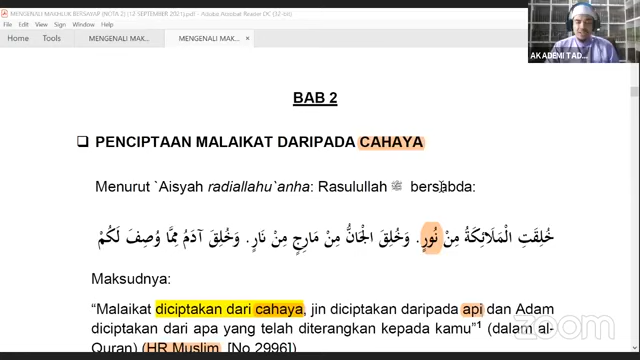 MENGENALI MAKHLUK BERSAYAP (NOTA 2) (12 SEPTEMBER 2021).pdf - Adobe Acrobat Reader DC (32-bit)
File Edit View Sign Window Help
Home Tools MENGENALI MAK... MENGENALI MAK... ×
AKADEMI TAD...
BAB 2
❑ PENCIPTAAN MALAIKAT DARIPADA CAHAYA
Menurut `Aisyah radiallahu`anha: Rasulullah ﷺ bersabda:
خُلِقَتِ الْمَلَائِكَةُ مِنْ نُورٍ. وَخُلِقَ الْجَانُّ مِنْ مَارِجٍ مِنْ نَارٍ. وَخُلِقَ آدَمُ مِمَّا وُصِفَ لَكُمْ
Maksudnya:
“Malaikat diciptakan dari cahaya, jin diciptakan daripada api dan Adam
diciptakan dari apa yang telah diterangkan kepada kamu”¹ (dalam al-
Quran) (HR Muslim [No 2996])
zoom